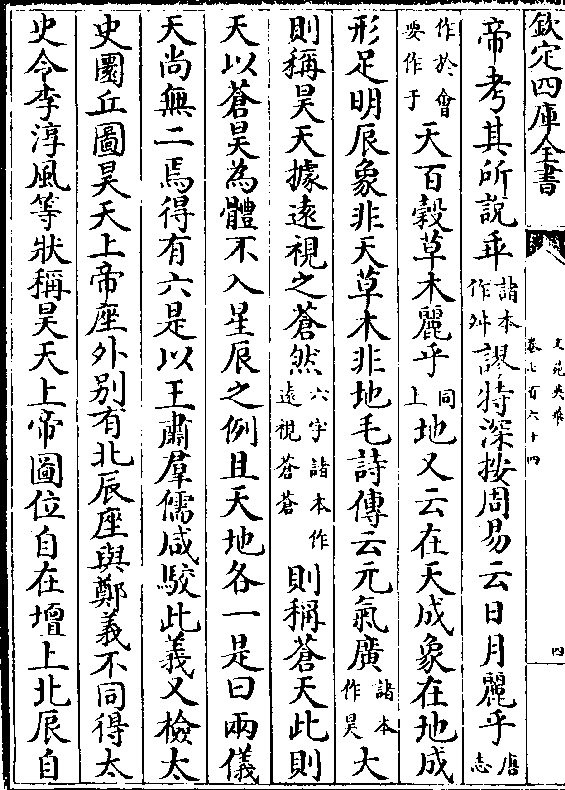 欽定四庫全書
文苑英華
卷七百六十四
四
帝考其所説乖諸本作舛謬特深按周易云日月麗乎唐志
作於會要作于天百穀草木麗乎同上地又云在天成象在地成
形足明辰象非天草木非地毛詩傳云元氣廣諸本作昊大
則稱昊天據遠視之蒼然六字諸本作遠視蒼蒼則稱蒼天此則
天以蒼昊為體不入星辰之例且天地各一是曰兩儀
天尚無二焉得有六是以王肅羣儒咸駮此義又檢太
史圜丘圖昊天上帝座外别有北辰座與鄭義不同得太
史令李淳風等狀稱昊天上帝圖位自在壇上北辰自